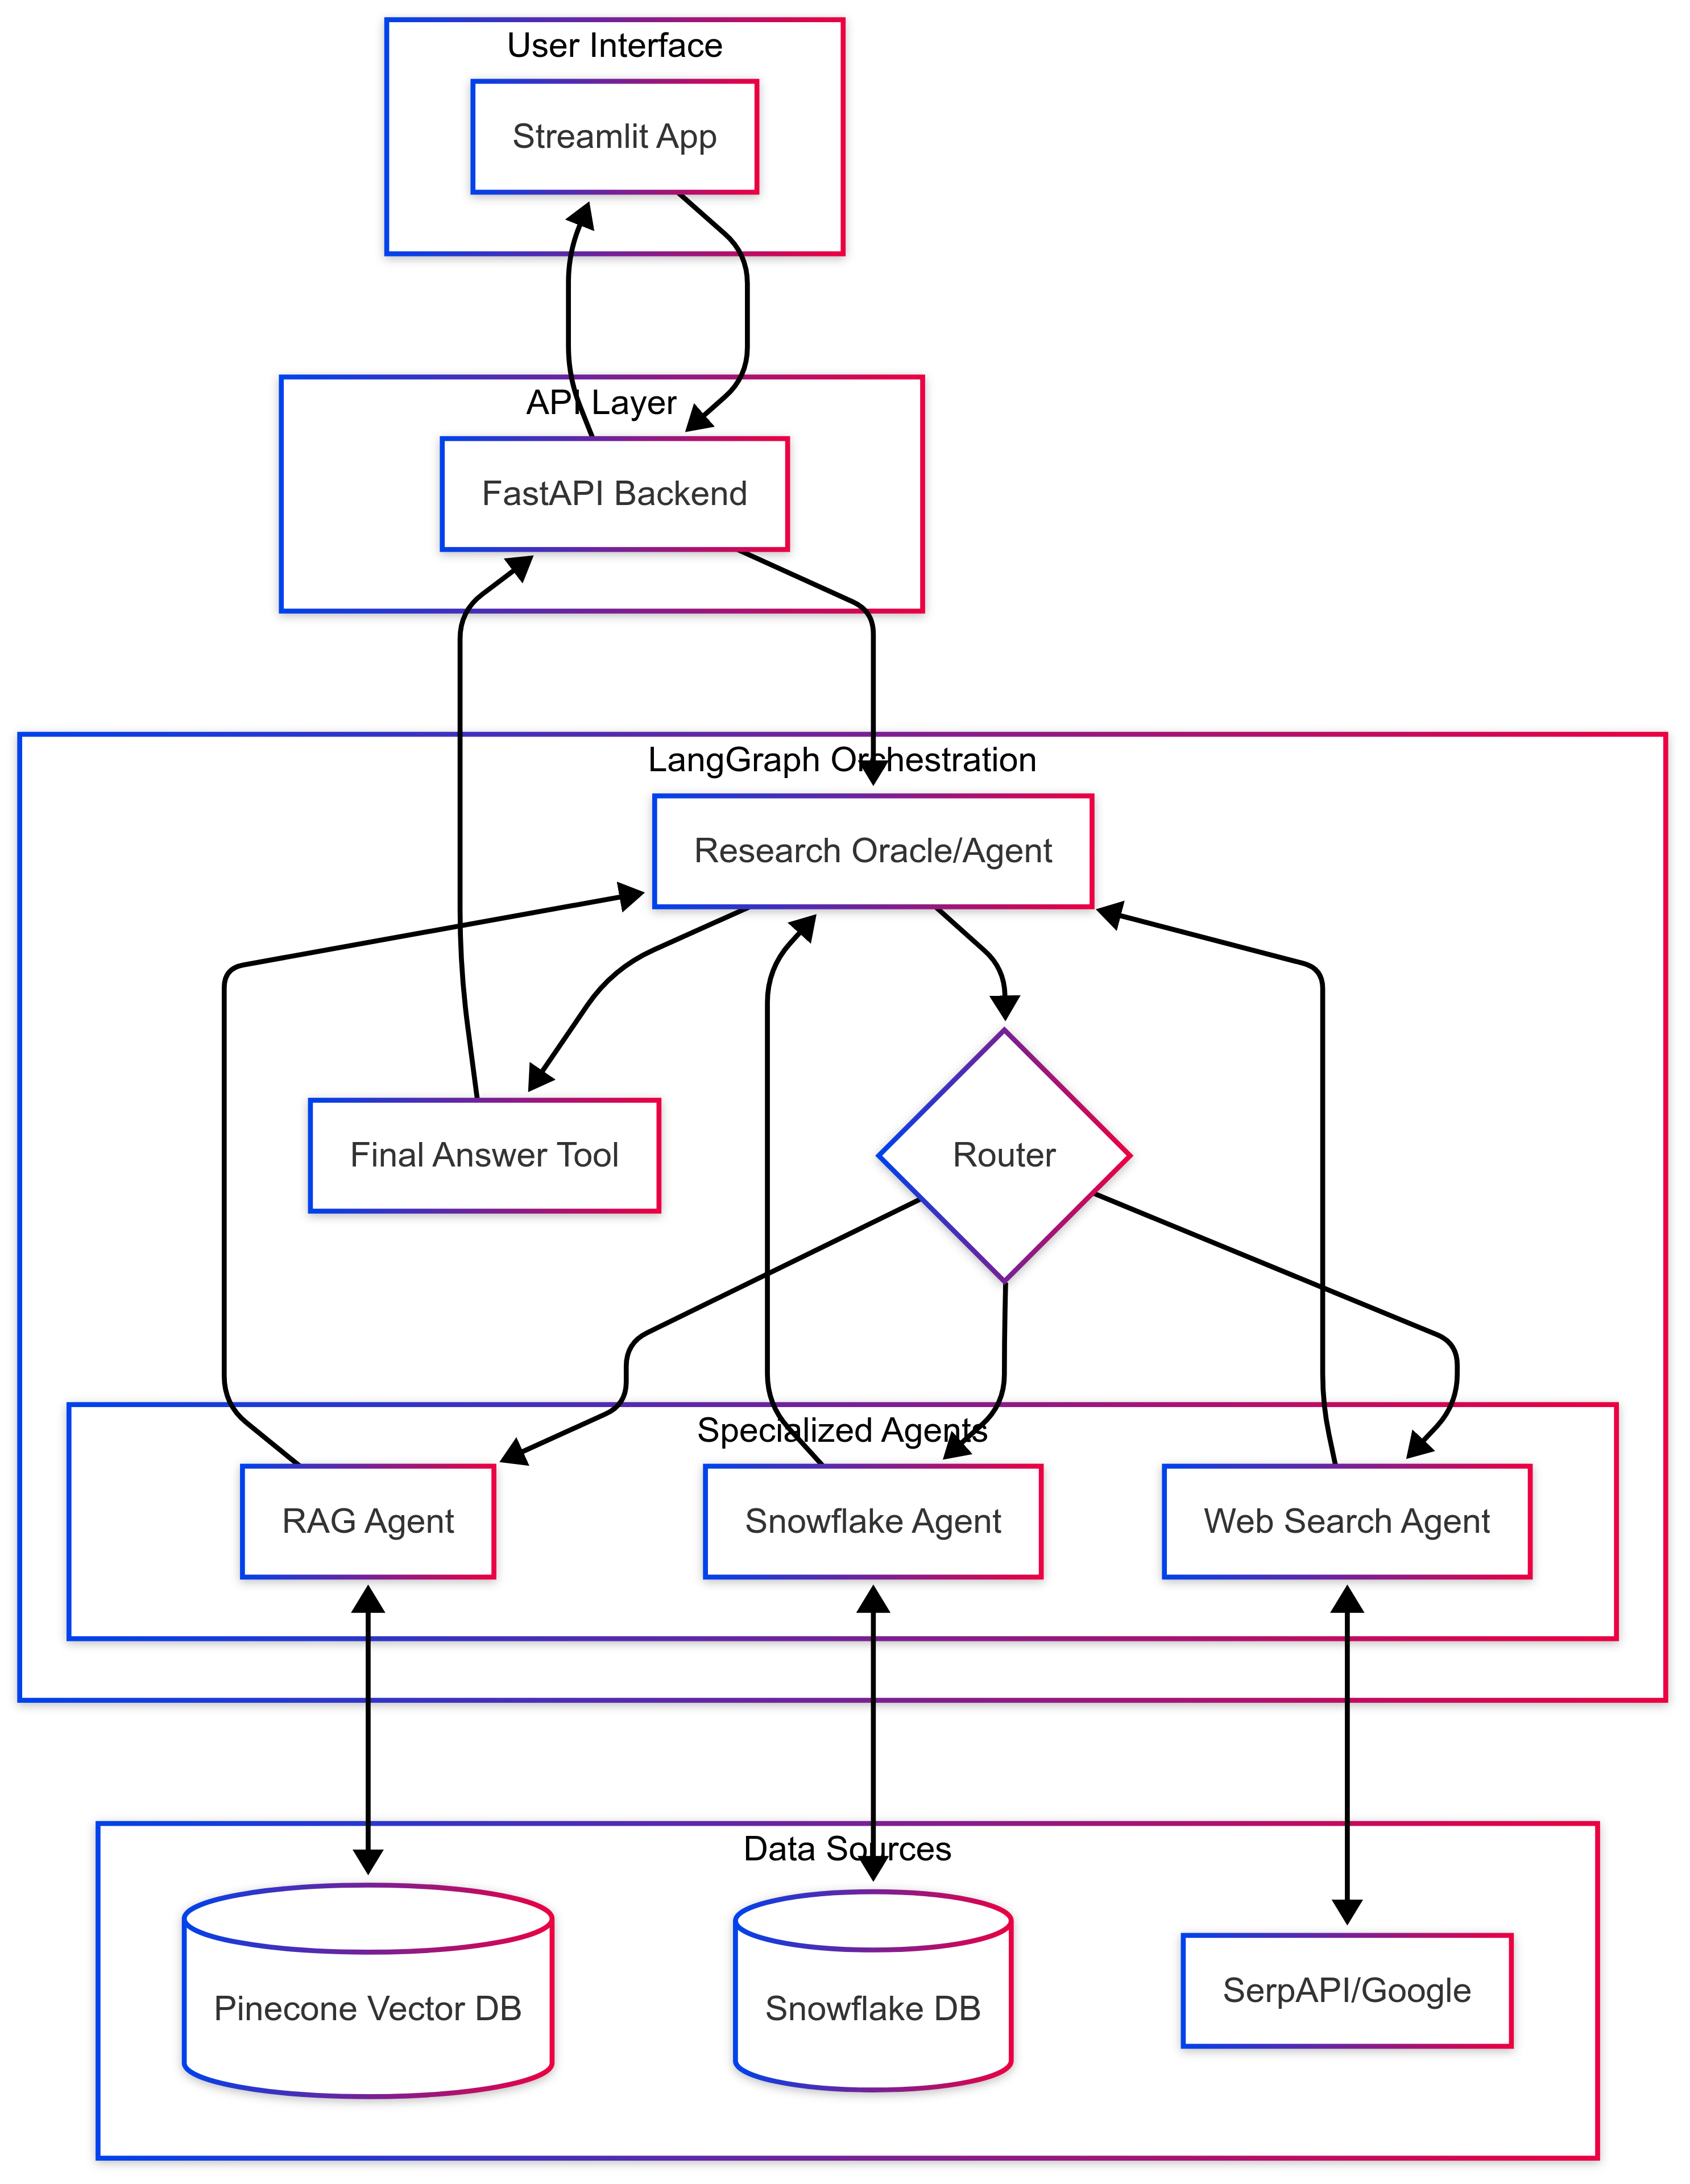 User Interface
Streamlit App
API Layer
FastAPI Backend
LangGraph Orchestration
Research Oracle/Agent
Final Answer Tool
Router
Specialized Agents
RAG Agent
Snowflake Agent
Web Search Agent
Data Sources
Pinecone Vector DB
Snowflake DB
SerpAPI/Google